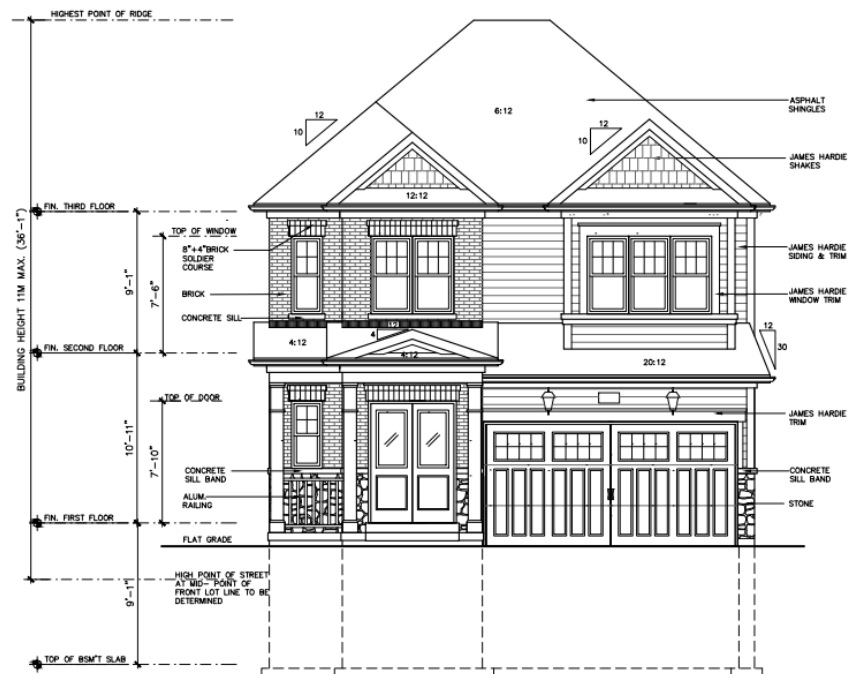 HIGHEST POINT OF RIDGE
12
10
6:12
12
10
ASPHALT
SHINGLES
JAMES HARDIE
SHAKES
12:12
FIN. THIRD FLOOR
TOP OF WINDOW
8"+4"BRICK
SOLDIER
COURSE
JAMES HARDIE
SIDING & TRIM
BRICK
JAMES HARDIE
WINDOW TRIM
CONCRETE SILL
9'-1"
7'-6"
BUILDING HEIGHT 11M MAX. (36'-1")
4
4:12
4:12
12
30
FIN. SECOND FLOOR
20:12
TOP OF DOOR
JAMES HARDIE
TRIM
10'-11"
7'-10"
CONCRETE
SILL BAND
ALUM.
RAILING
CONCRETE
SILL BAND
STONE
FIN. FIRST FLOOR
FLAT GRADE
HIGH POINT OF STREET
AT MID- POINT OF
FRONT LOT LINE TO BE
DETERMINED
9'-1"
TOP OF BSM'T SLAB